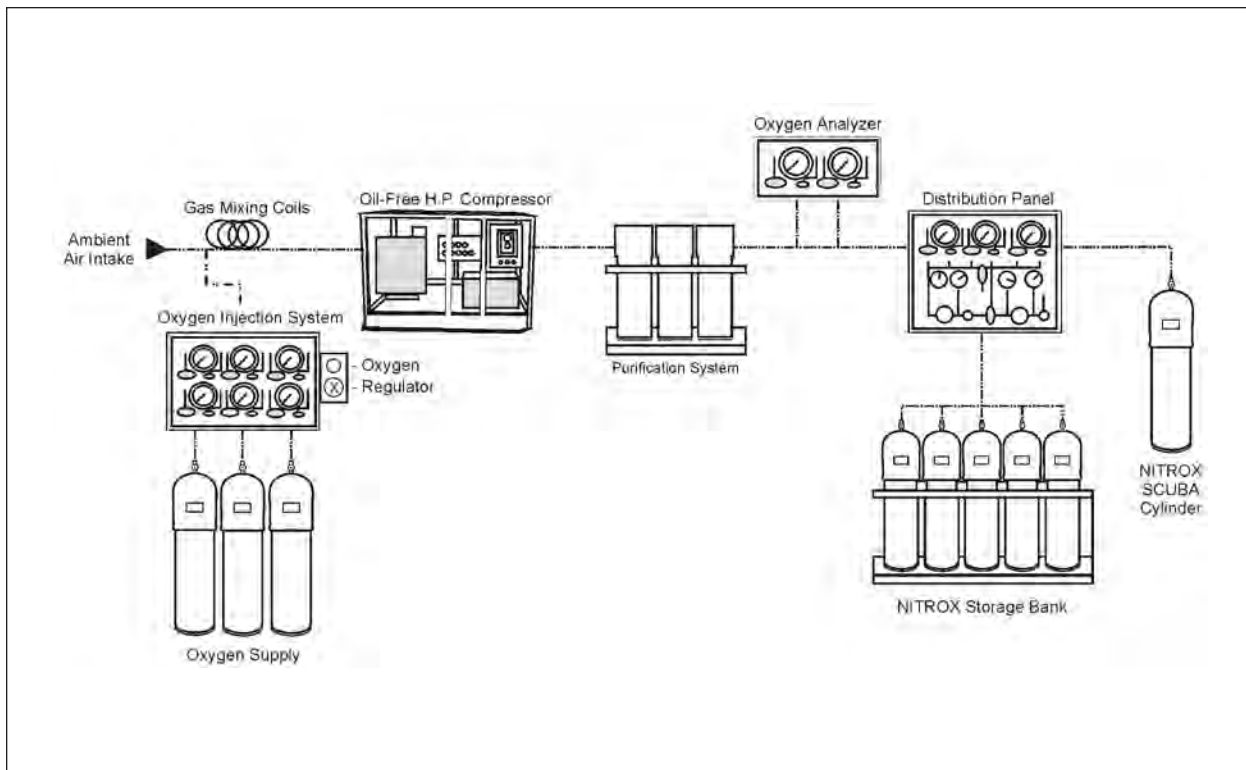 Oxygen Analyzer
Gas Mixing Coils
Oil-Free H.P. Compressor
Distribution Panel
Ambient
Air Intake
Oxygen Injection System
- Oxygen
X - Regulator
Purification System
NITROX
SCUBA
Cylinder
NITROX Storage Bank
Oxygen Supply